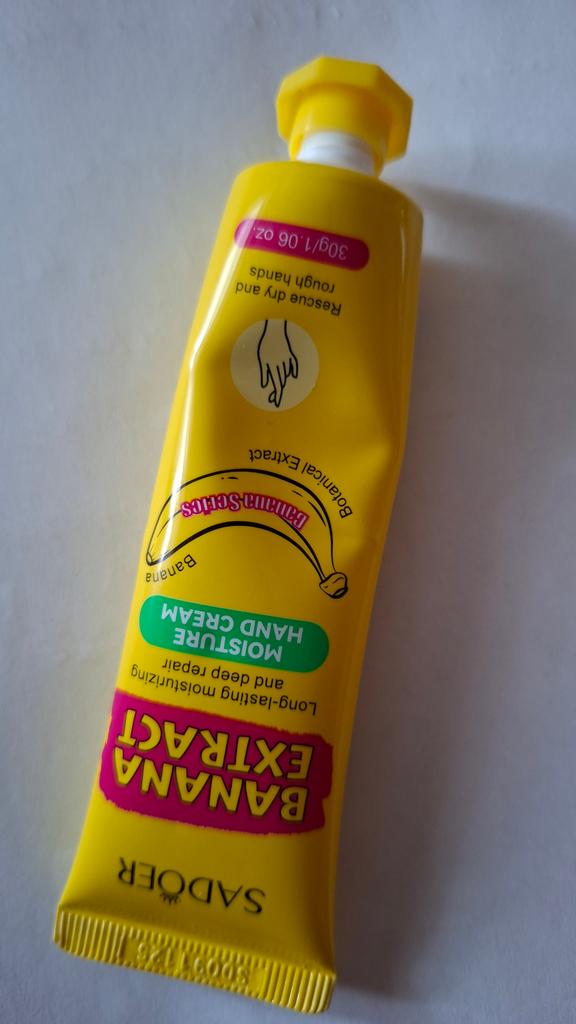 SADOER
BANANA
EXTRACT
Long-lasting moisturizing
and deep repair
MOISTURE
HAND CREAM
Banana
Banana Series
Botanical Extract
Rescue dry and
rough hands
30g/1.06 oz.